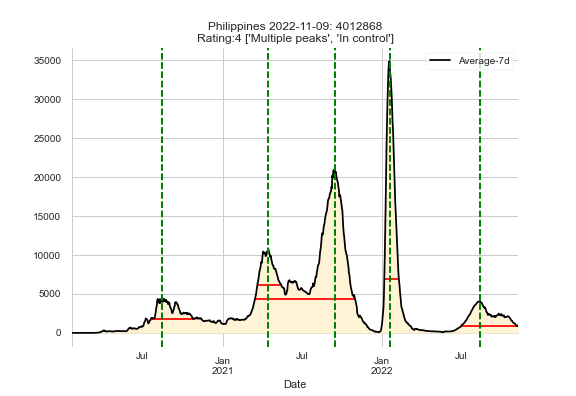 Philippines 2022-11-09: 4012868
Rating:4 ['Multiple peaks', 'In control']
Average-7d
35000
30000
25000
20000
15000
10000
5000
0
Jul
Jan
2021
Jul
Jan
2022
Jul
Date